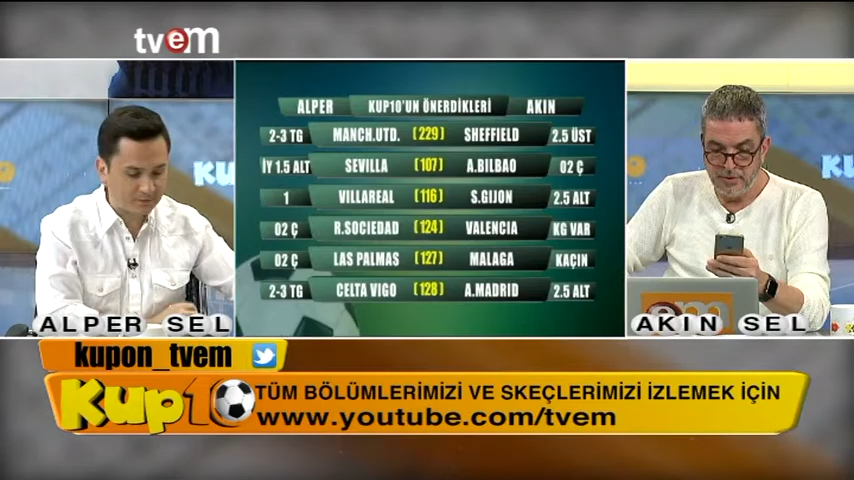 tvem
ALPER KUP10'UN ÖNERDİKLERİ AKIN
2-3 TG MANCH.UTD. (229) SHEFFIELD 2.5 ÜST
İY 1.5 ALT SEVILLA (107) A.BILBAO 02 Ç
1 VILLAREAL (116) S.GIJON 2.5 ALT
02 Ç R.SOCIEDAD (124) VALENCIA KG VAR
02 Ç LAS PALMAS (127) MALAGA KAÇIN
2-3 TG CELTA VIGO (128) A.MADRID 2.5 ALT
em
ALPER SEL
AKIN SEL
kupon_tvem
Kup10
TÜM BÖLÜMLERİMİZİ VE SKEÇLERİMİZİ İZLEMEK İÇİN
www.youtube.com/tvem